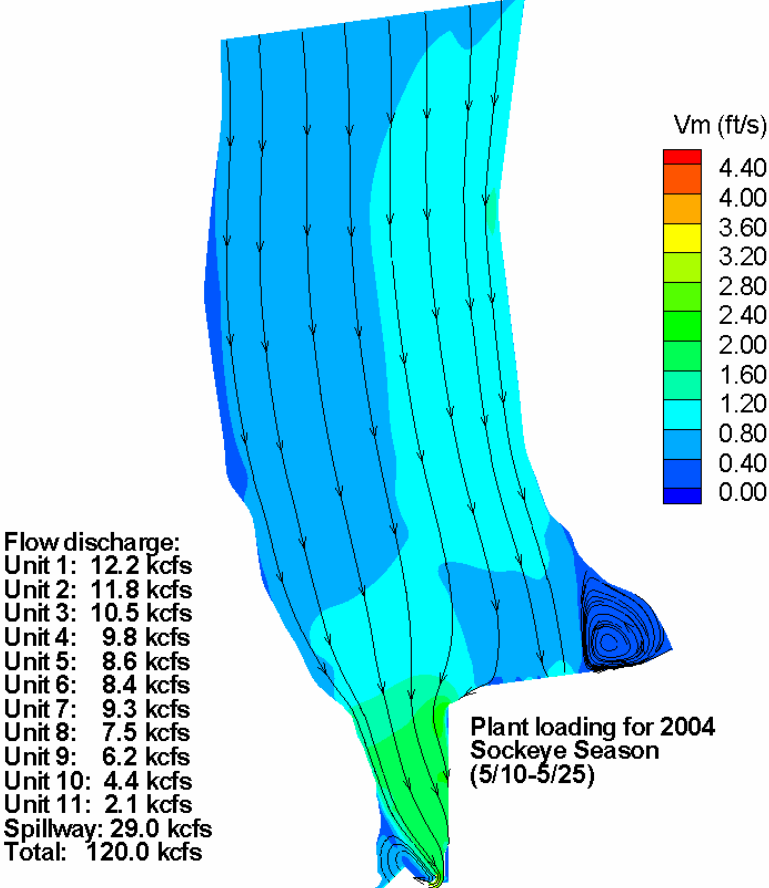 Vm (ft/s)
4.40
4.00
3.60
3.20
2.80
2.40
2.00
1.60
1.20
0.80
0.40
0.00
Flow discharge:
Unit 1: 12.2 kcfs
Unit 2: 11.8 kcfs
Unit 3: 10.5 kcfs
Unit 4: 9.8 kcfs
Unit 5: 8.6 kcfs
Unit 6: 8.4 kcfs
Unit 7: 9.3 kcfs
Unit 8: 7.5 kcfs
Unit 9: 6.2 kcfs
Unit 10: 4.4 kcfs
Unit 11: 2.1 kcfs
Spillway: 29.0 kcfs
Total: 120.0 kcfs
Plant loading for 2004
Sockeye Season
(5/10-5/25)